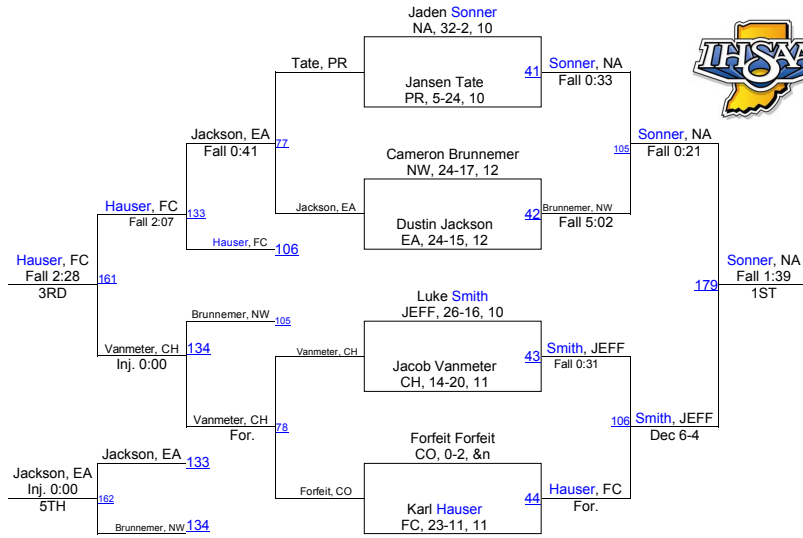 Jaden Sonner
NA, 32-2, 10
IHSAA
Tate, PR
41
Sonner, NA
Fall 0:33
Jansen Tate
PR, 5-24, 10
Jackson, EA
Fall 0:41
77
Sonner, NA
Fall 0:21
105
Cameron Brunnemer
NW, 24-17, 12
Hauser, FC
Fall 2:07
133
Jackson, EA
42
Brunnemer, NW
Fall 5:02
Dustin Jackson
EA, 24-15, 12
Hauser, FC
106
Hauser, FC
Fall 2:28
3RD
161
Sonner, NA
Fall 1:39
1ST
179
Luke Smith
JEFF, 26-16, 10
Brunnemer, NW
105
Vanmeter, CH
Inj. 0:00
134
Vanmeter, CH
43
Smith, JEFF
Fall 0:31
Jacob Vanmeter
CH, 14-20, 11
Vanmeter, CH
For.
78
106
Smith, JEFF
Dec 6-4
Forfeit Forfeit
CO, 0-2, &n
Jackson, EA
133
Jackson, EA
Inj. 0:00
5TH
162
Forfeit, CO
44
Hauser, FC
For.
Karl Hauser
FC, 23-11, 11
Brunnemer, NW
134